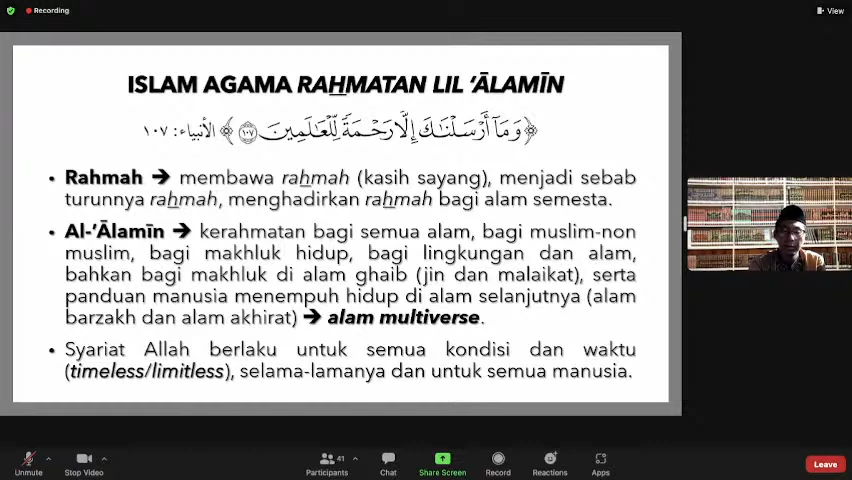 Recording
View
ISLAM AGAMA RAHMATAN LIL ‘ĀLAMĪN
﴿وَمَآ أَرْسَلْنَـٰكَ إِلَّا رَحْمَةً لِّلْعَـٰلَمِينَ ١٠٧﴾ الأنبياء: ١٠٧
• Rahmah ➔ membawa rahmah (kasih sayang), menjadi sebab
turunnya rahmah, menghadirkan rahmah bagi alam semesta.
• Al-‘Ālamīn ➔ kerahmatan bagi semua alam, bagi muslim-non
muslim, bagi makhluk hidup, bagi lingkungan dan alam,
bahkan bagi makhluk di alam ghaib (jin dan malaikat), serta
panduan manusia menempuh hidup di alam selanjutnya (alam
barzakh dan alam akhirat) ➔ alam multiverse.
• Syariat Allah berlaku untuk semua kondisi dan waktu
(timeless/limitless), selama-lamanya dan untuk semua manusia.
Unmute
Stop Video
41
Participants
Chat
Share Screen
Record
Reactions
Apps
Leave